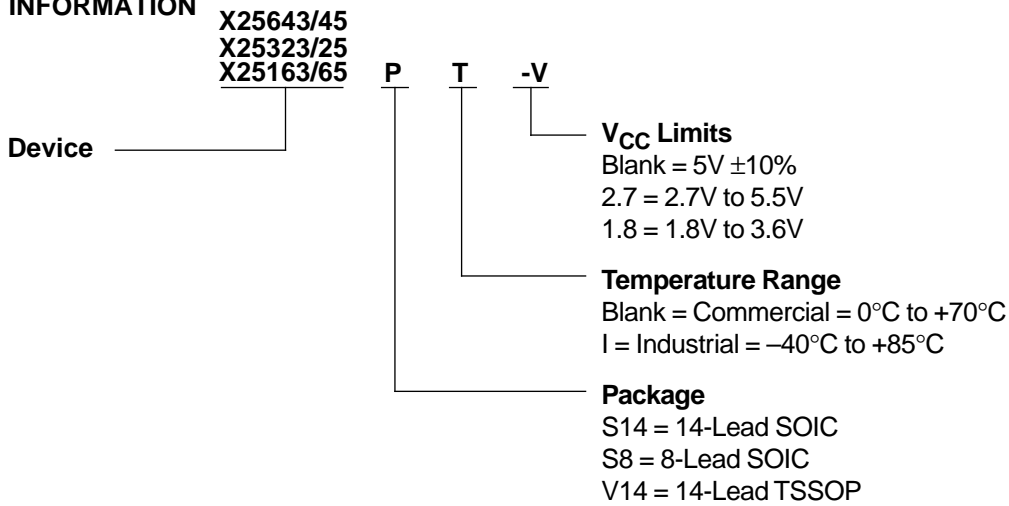 INFORMATION
X25643/45
X25323/25
X25163/65 P T -V
Device
VCC Limits
Blank = 5V ±10%
2.7 = 2.7V to 5.5V
1.8 = 1.8V to 3.6V
Temperature Range
Blank = Commercial = 0°C to +70°C
I = Industrial = –40°C to +85°C
Package
S14 = 14-Lead SOIC
S8 = 8-Lead SOIC
V14 = 14-Lead TSSOP